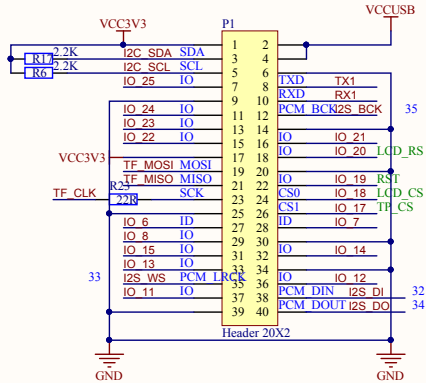 VCC3V3 P1 VCCUSB
2.2K I2C_SDA SDA 1 2
R17 2.2K I2C_SCL SCL 3 4
R6 5 6
IO_25 IO 7 8 TXD TX1
9 10 RXD RX1
IO_24 IO 11 12 PCM_BCK I2S_BCK 35
IO_23 IO 13 14
IO_22 IO 15 16 IO IO_21
VCC3V3 17 18 IO IO_20 LCD_RS
TF_MOSI MOSI 19 20
TF_MISO MISO 21 22 IO IO_19 RST
TF_CLK R23 22R SCK 23 24 CS0 IO_18 LCD_CS
25 26 CS1 IO_17 TP_CS
IO_6 ID 27 28 ID IO_7
IO_8 IO 29 30
IO_15 IO 31 32 IO IO_14
IO_13 IO 33 34
33 I2S_WS PCM_LRCK 35 36 IO IO_12
IO_11 IO 37 38 PCM_DIN I2S_DI 32
39 40 PCM_DOUT I2S_DO 34
Header 20X2
GND GND